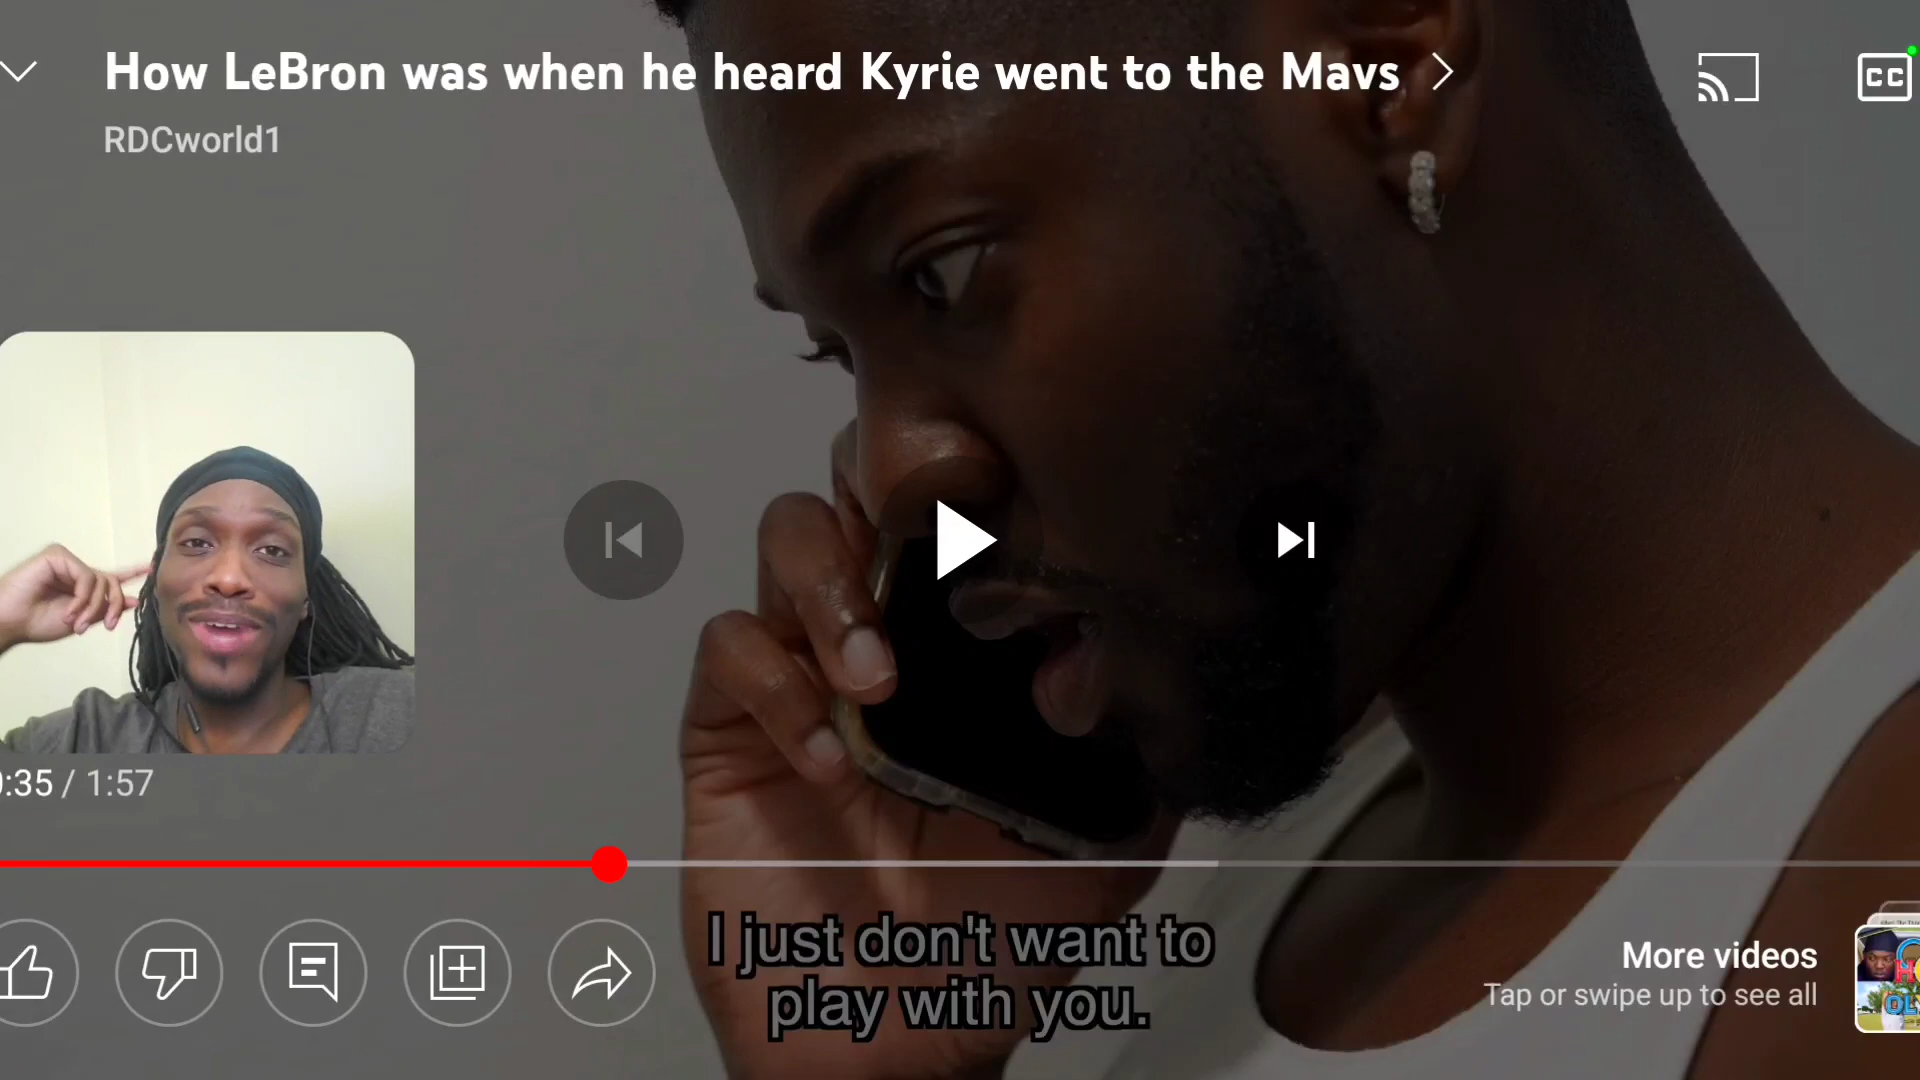 How LeBron was when he heard Kyrie went to the Mavs
RDCworld1
CC
:35 / 1:57
I just don't want to
play with you.
More videos
Tap or swipe up to see all